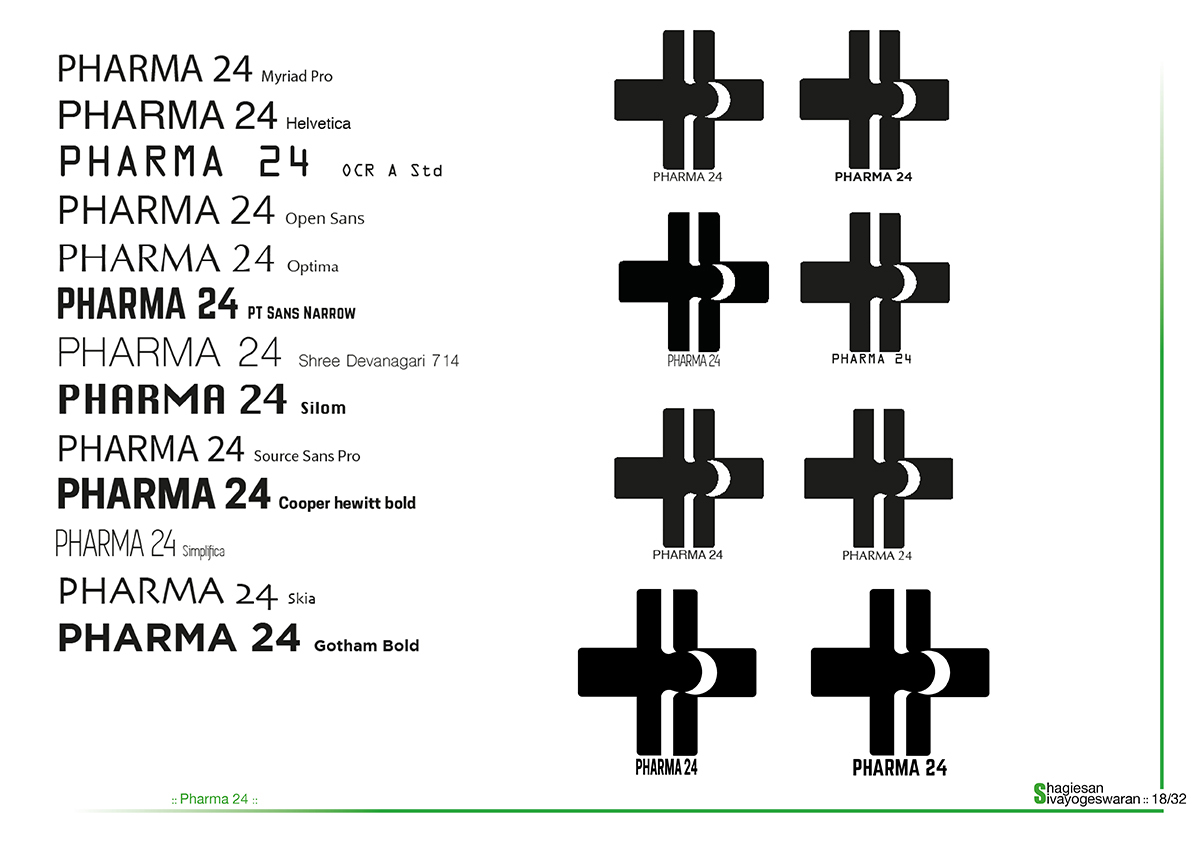 PHARMA 24 Myriad Pro
PHARMA 24 Helvetica
PHARMA 24 OCR A Std
PHARMA 24 Open Sans
PHARMA 24 Optima
PHARMA 24 PT Sans Narrow
PHARMA 24 Shree Devanagari 714
PHARMA 24 Silom
PHARMA 24 Source Sans Pro
PHARMA 24 Cooper hewitt bold
PHARMA 24 Simplifica
PHARMA 24 Skia
PHARMA 24 Gotham Bold
PHARMA 24
PHARMA 24
PHARMA 24
PHARMA 24
PHARMA 24
PHARMA 24
PHARMA 24
PHARMA 24
:: Pharma 24 ::
Shagiesan
Sivayogeswaran :: 18/32